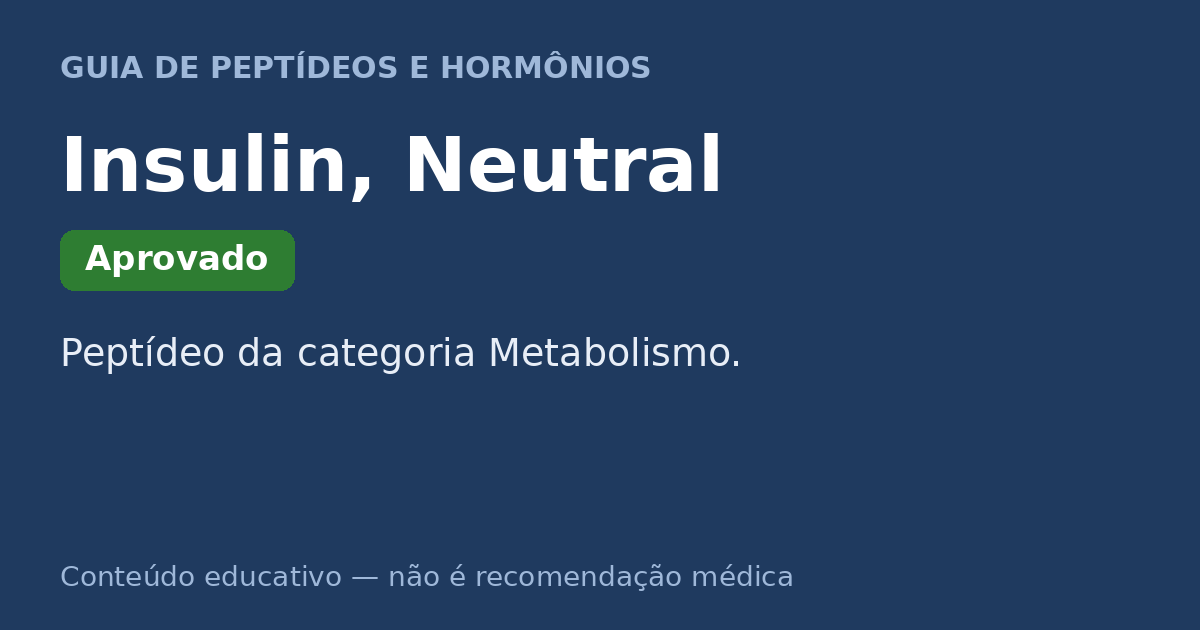 GUIA DE PEPTÍDEOS E HORMÔNIOS
Insulin, Neutral
Aprovado
Peptídeo da categoria Metabolismo.
Conteúdo educativo — não é recomendação médica